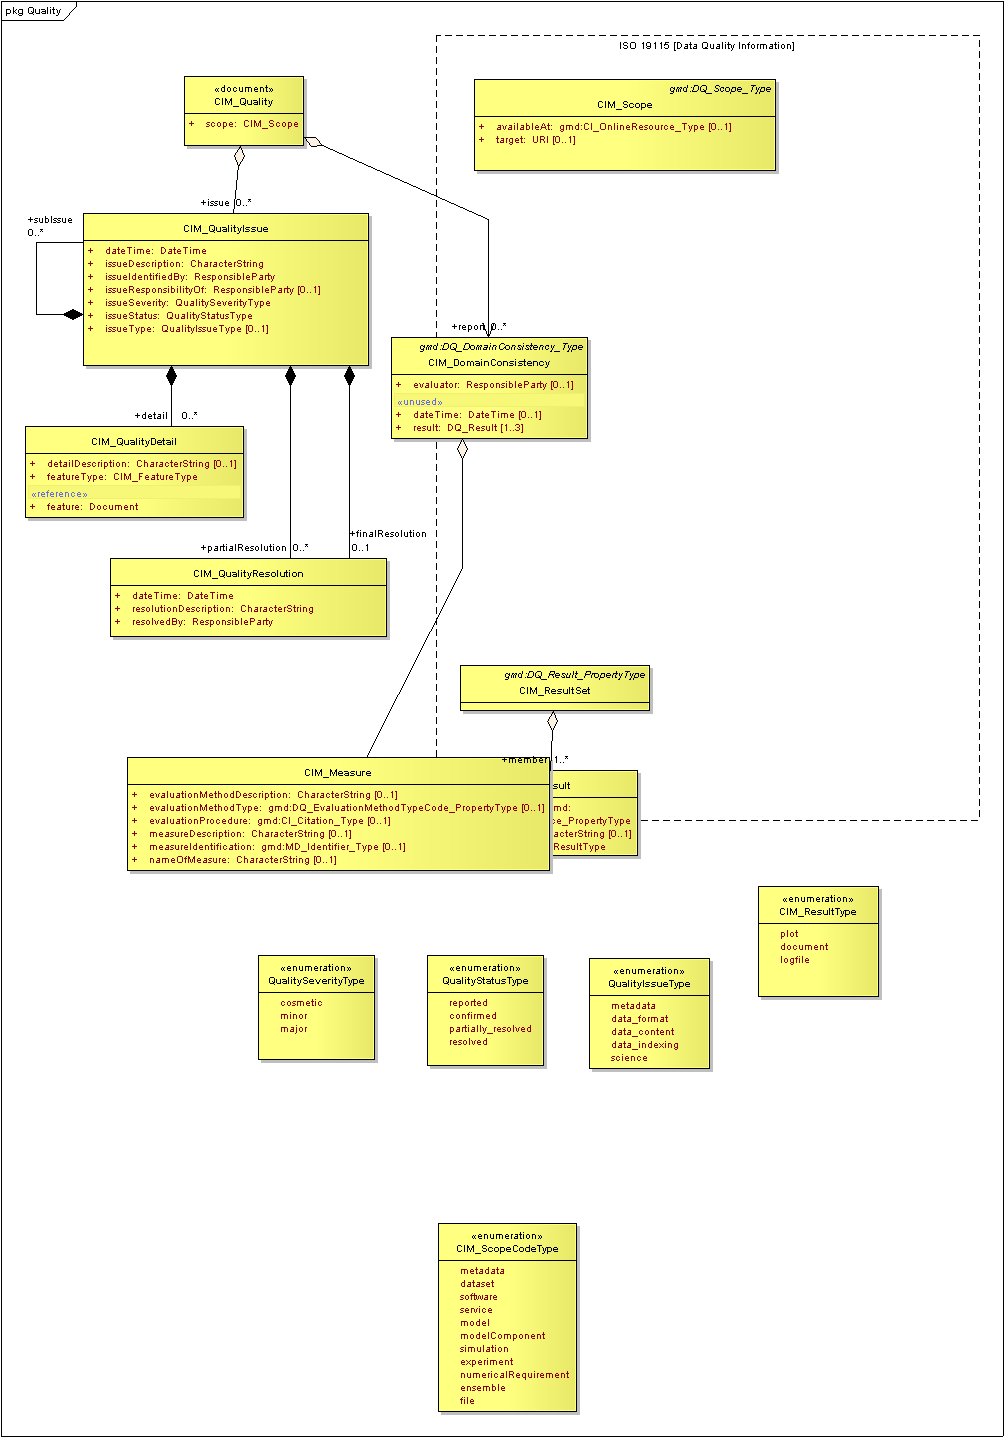 pkg Quality
ISO 19115 [Data Quality Information]
«document»
CIM_Quality
+ scope: CIM_Scope
gmd:DQ_Scope_Type
CIM_Scope
+ availableAt: gmd:CI_OnlineResource_Type [0..1]
+ target: URI [0..1]
+issue 0..*
+subIssue
0..*
CIM_QualityIssue
+ dateTime: DateTime
+ issueDescription: CharacterString
+ issueIdentifiedBy: ResponsibleParty
+ issueResponsibilityOf: ResponsibleParty [0..1]
+ issueSeverity: QualitySeverityType
+ issueStatus: QualityStatusType
+ issueType: QualityIssueType [0..1]
+report 0..*
gmd:DQ_DomainConsistency_Type
CIM_DomainConsistency
+ evaluator: ResponsibleParty [0..1]
«unused»
+ dateTime: DateTime [0..1]
+ result: DQ_Result [1..3]
+detail 0..*
CIM_QualityDetail
+ detailDescription: CharacterString [0..1]
+ featureType: CIM_FeatureType
«reference»
+ feature: Document
+finalResolution
0..1
+partialResolution 0..*
CIM_QualityResolution
+ dateTime: DateTime
+ resolutionDescription: CharacterString
+ resolvedBy: ResponsibleParty
gmd:DQ_Result_PropertyType
CIM_ResultSet
+member 1..*
CIM_Measure
+ evaluationMethodDescription: CharacterString [0..1]
+ evaluationMethodType: gmd:DQ_EvaluationMethodTypeCode_PropertyType [0..1]
+ evaluationProcedure: gmd:CI_Citation_Type [0..1]
+ measureDescription: CharacterString [0..1]
+ measureIdentification: gmd:MD_Identifier_Type [0..1]
+ nameOfMeasure: CharacterString [0..1]
sult
md:
ce_PropertyType
acterString [0..1]
ResultType
«enumeration»
CIM_ResultType
plot
document
logfile
«enumeration»
QualitySeverityType
cosmetic
minor
major
«enumeration»
QualityStatusType
reported
confirmed
partially_resolved
resolved
«enumeration»
QualityIssueType
metadata
data_format
data_content
data_indexing
science
«enumeration»
CIM_ScopeCodeType
metadata
dataset
software
service
model
modelComponent
simulation
experiment
numericalRequirement
ensemble
file